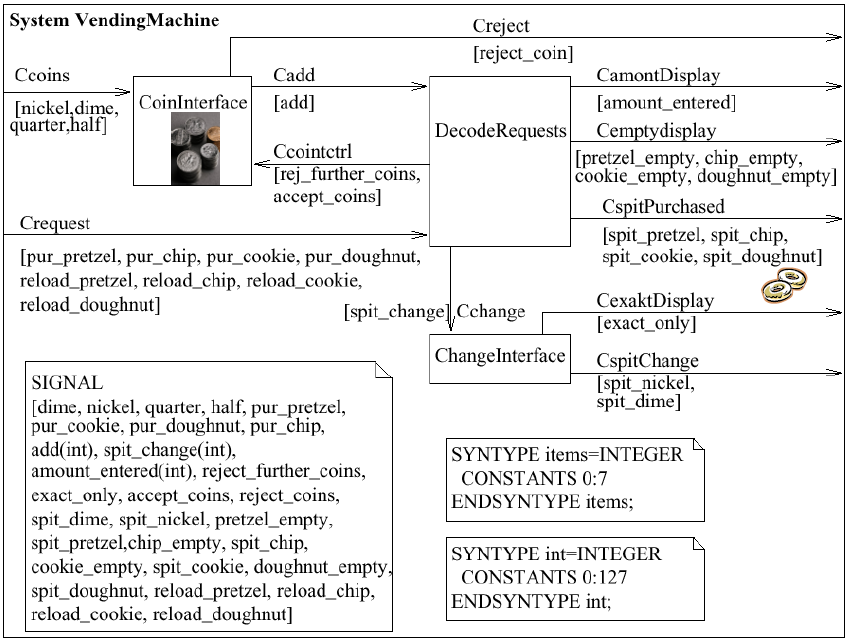 System VendingMachine
Creject
[reject_coin]
Ccoins
[nickel,dime,
quarter,half]
CoinInterface
Cadd
[add]
Ccointctrl
[rej_further_coins,
accept_coins]
DecodeRequests
CamontDisplay
[amount_entered]
Cemptydisplay
[pretzel_empty, chip_empty,
cookie_empty, doughnut_empty]
CspitPurchased
[spit_pretzel, spit_chip,
spit_cookie, spit_doughnut]
Crequest
[pur_pretzel, pur_chip, pur_cookie, pur_doughnut,
reload_pretzel, reload_chip, reload_cookie,
reload_doughnut]
[spit_change] Cchange
CexaktDisplay
[exact_only]
ChangeInterface
CspitChange
[spit_nickel,
spit_dime]
SIGNAL
[dime, nickel, quarter, half, pur_pretzel,
pur_cookie, pur_doughnut, pur_chip,
add(int), spit_change(int),
amount_entered(int), reject_further_coins,
exact_only, accept_coins, reject_coins,
spit_dime, spit_nickel, pretzel_empty,
spit_pretzel,chip_empty, spit_chip,
cookie_empty, spit_cookie, doughnut_empty,
spit_doughnut, reload_pretzel, reload_chip,
reload_cookie, reload_doughnut]
SYNTYPE items=INTEGER
CONSTANTS 0:7
ENDSYNTYPE items;
SYNTYPE int=INTEGER
CONSTANTS 0:127
ENDSYNTYPE int;